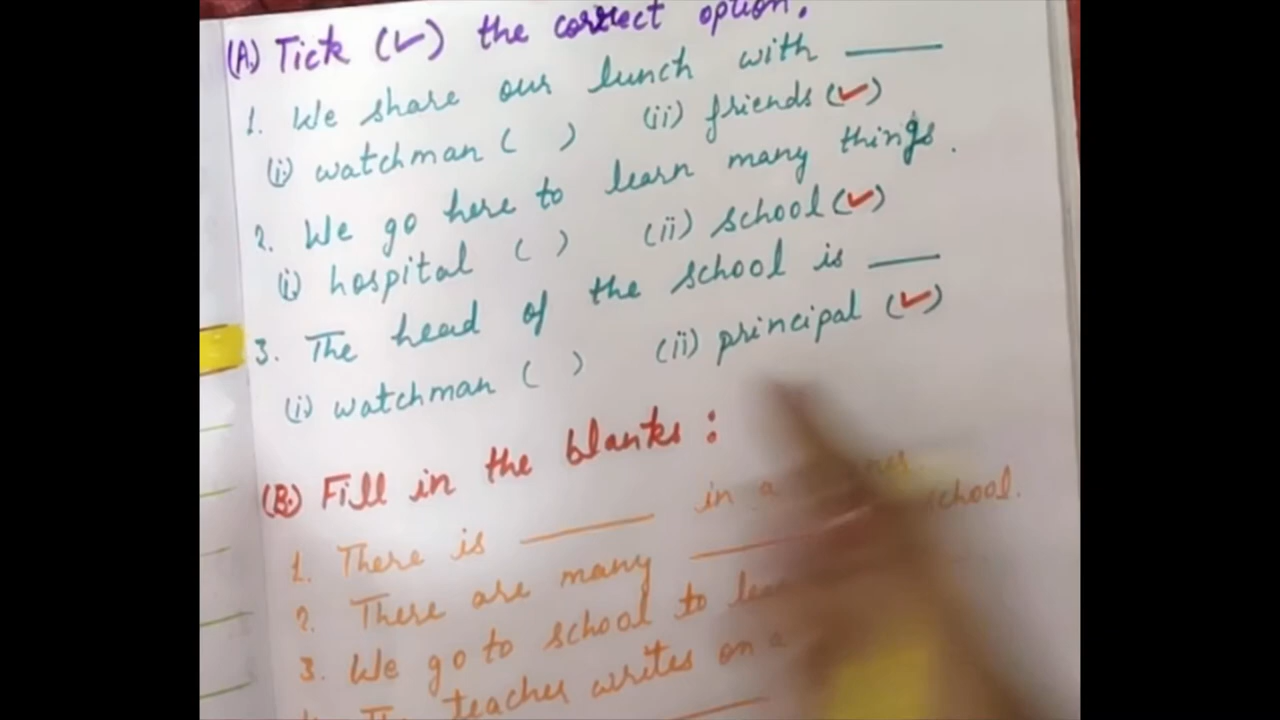 (A.) Tick (✓) the correct option.
1. We share our lunch with ____
(i) watchman ( ) (ii) friends (✓)
2. We go here to learn many things.
(i) hospital ( ) (ii) school (✓)
3. The head of the school is ____
(i) watchman ( ) (ii) principal (✓)
(B.) Fill in the blanks :
1. There is ____ in a
2. There are many ____ school.
3. We go to school to
teacher writes on a